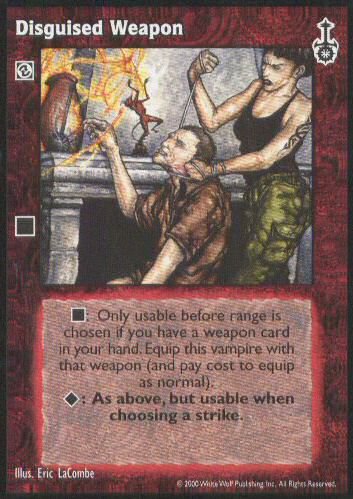 Disguised Weapon
: Only usable before range is
chosen if you have a weapon card
in your hand. Equip this vampire with
that weapon (and pay cost to equip
as normal).
: As above, but usable when
choosing a strike.
Illus. Eric LaCombe
© 2000 White Wolf Publishing Inc. All Rights Reserved.